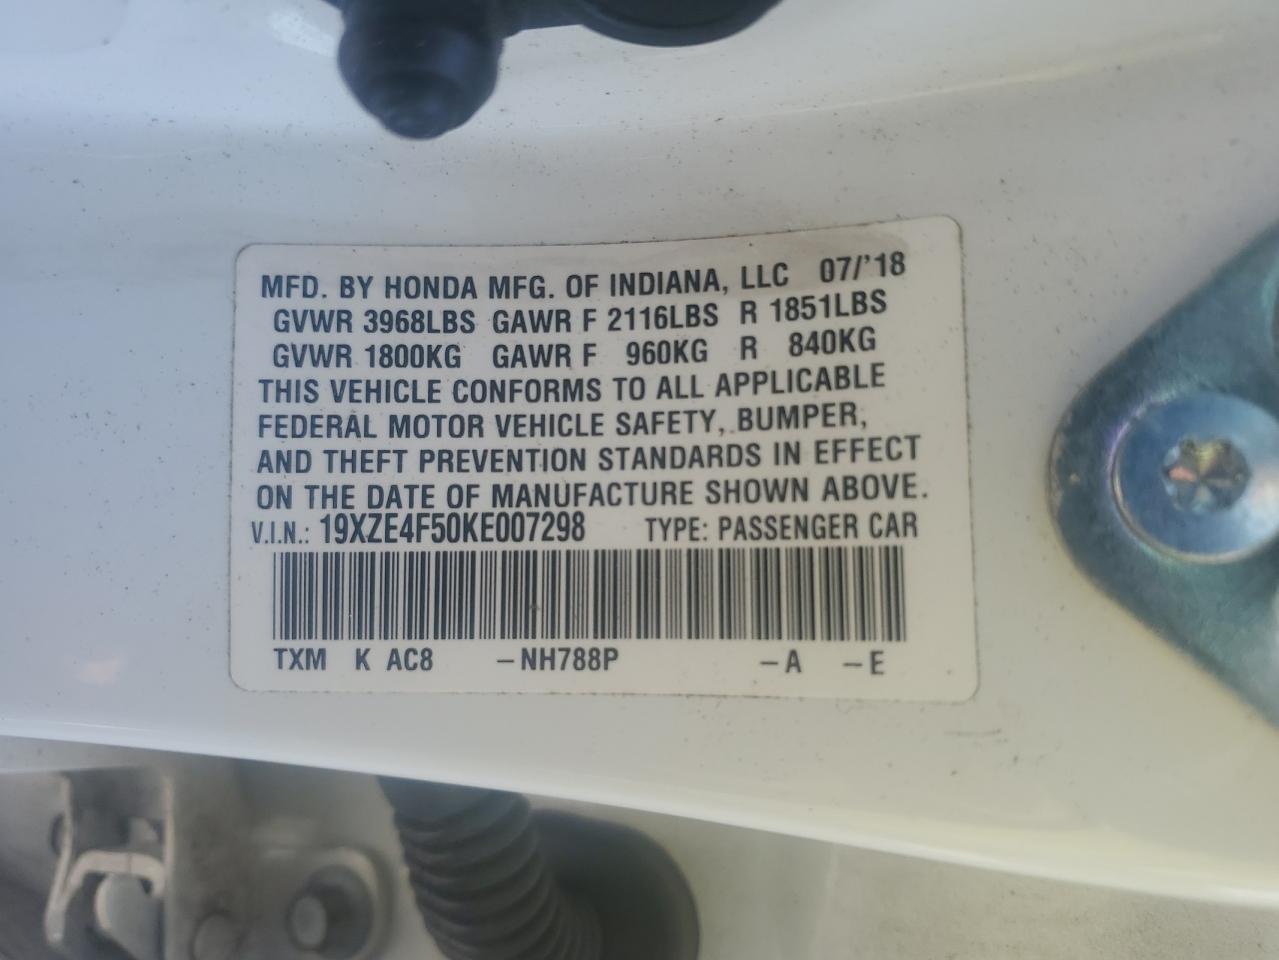 MFD. BY HONDA MFG. OF INDIANA, LLC 07/'18
GVWR 3968LBS GAWR F 2116LBS R 1851LBS
GVWR 1800KG GAWR F 960KG R 840KG
THIS VEHICLE CONFORMS TO ALL APPLICABLE
FEDERAL MOTOR VEHICLE SAFETY, BUMPER,
AND THEFT PREVENTION STANDARDS IN EFFECT
ON THE DATE OF MANUFACTURE SHOWN ABOVE.
V.I.N.: 19XZE4F50KE007298 TYPE: PASSENGER CAR
TXM K AC8 -NH788P -A -E